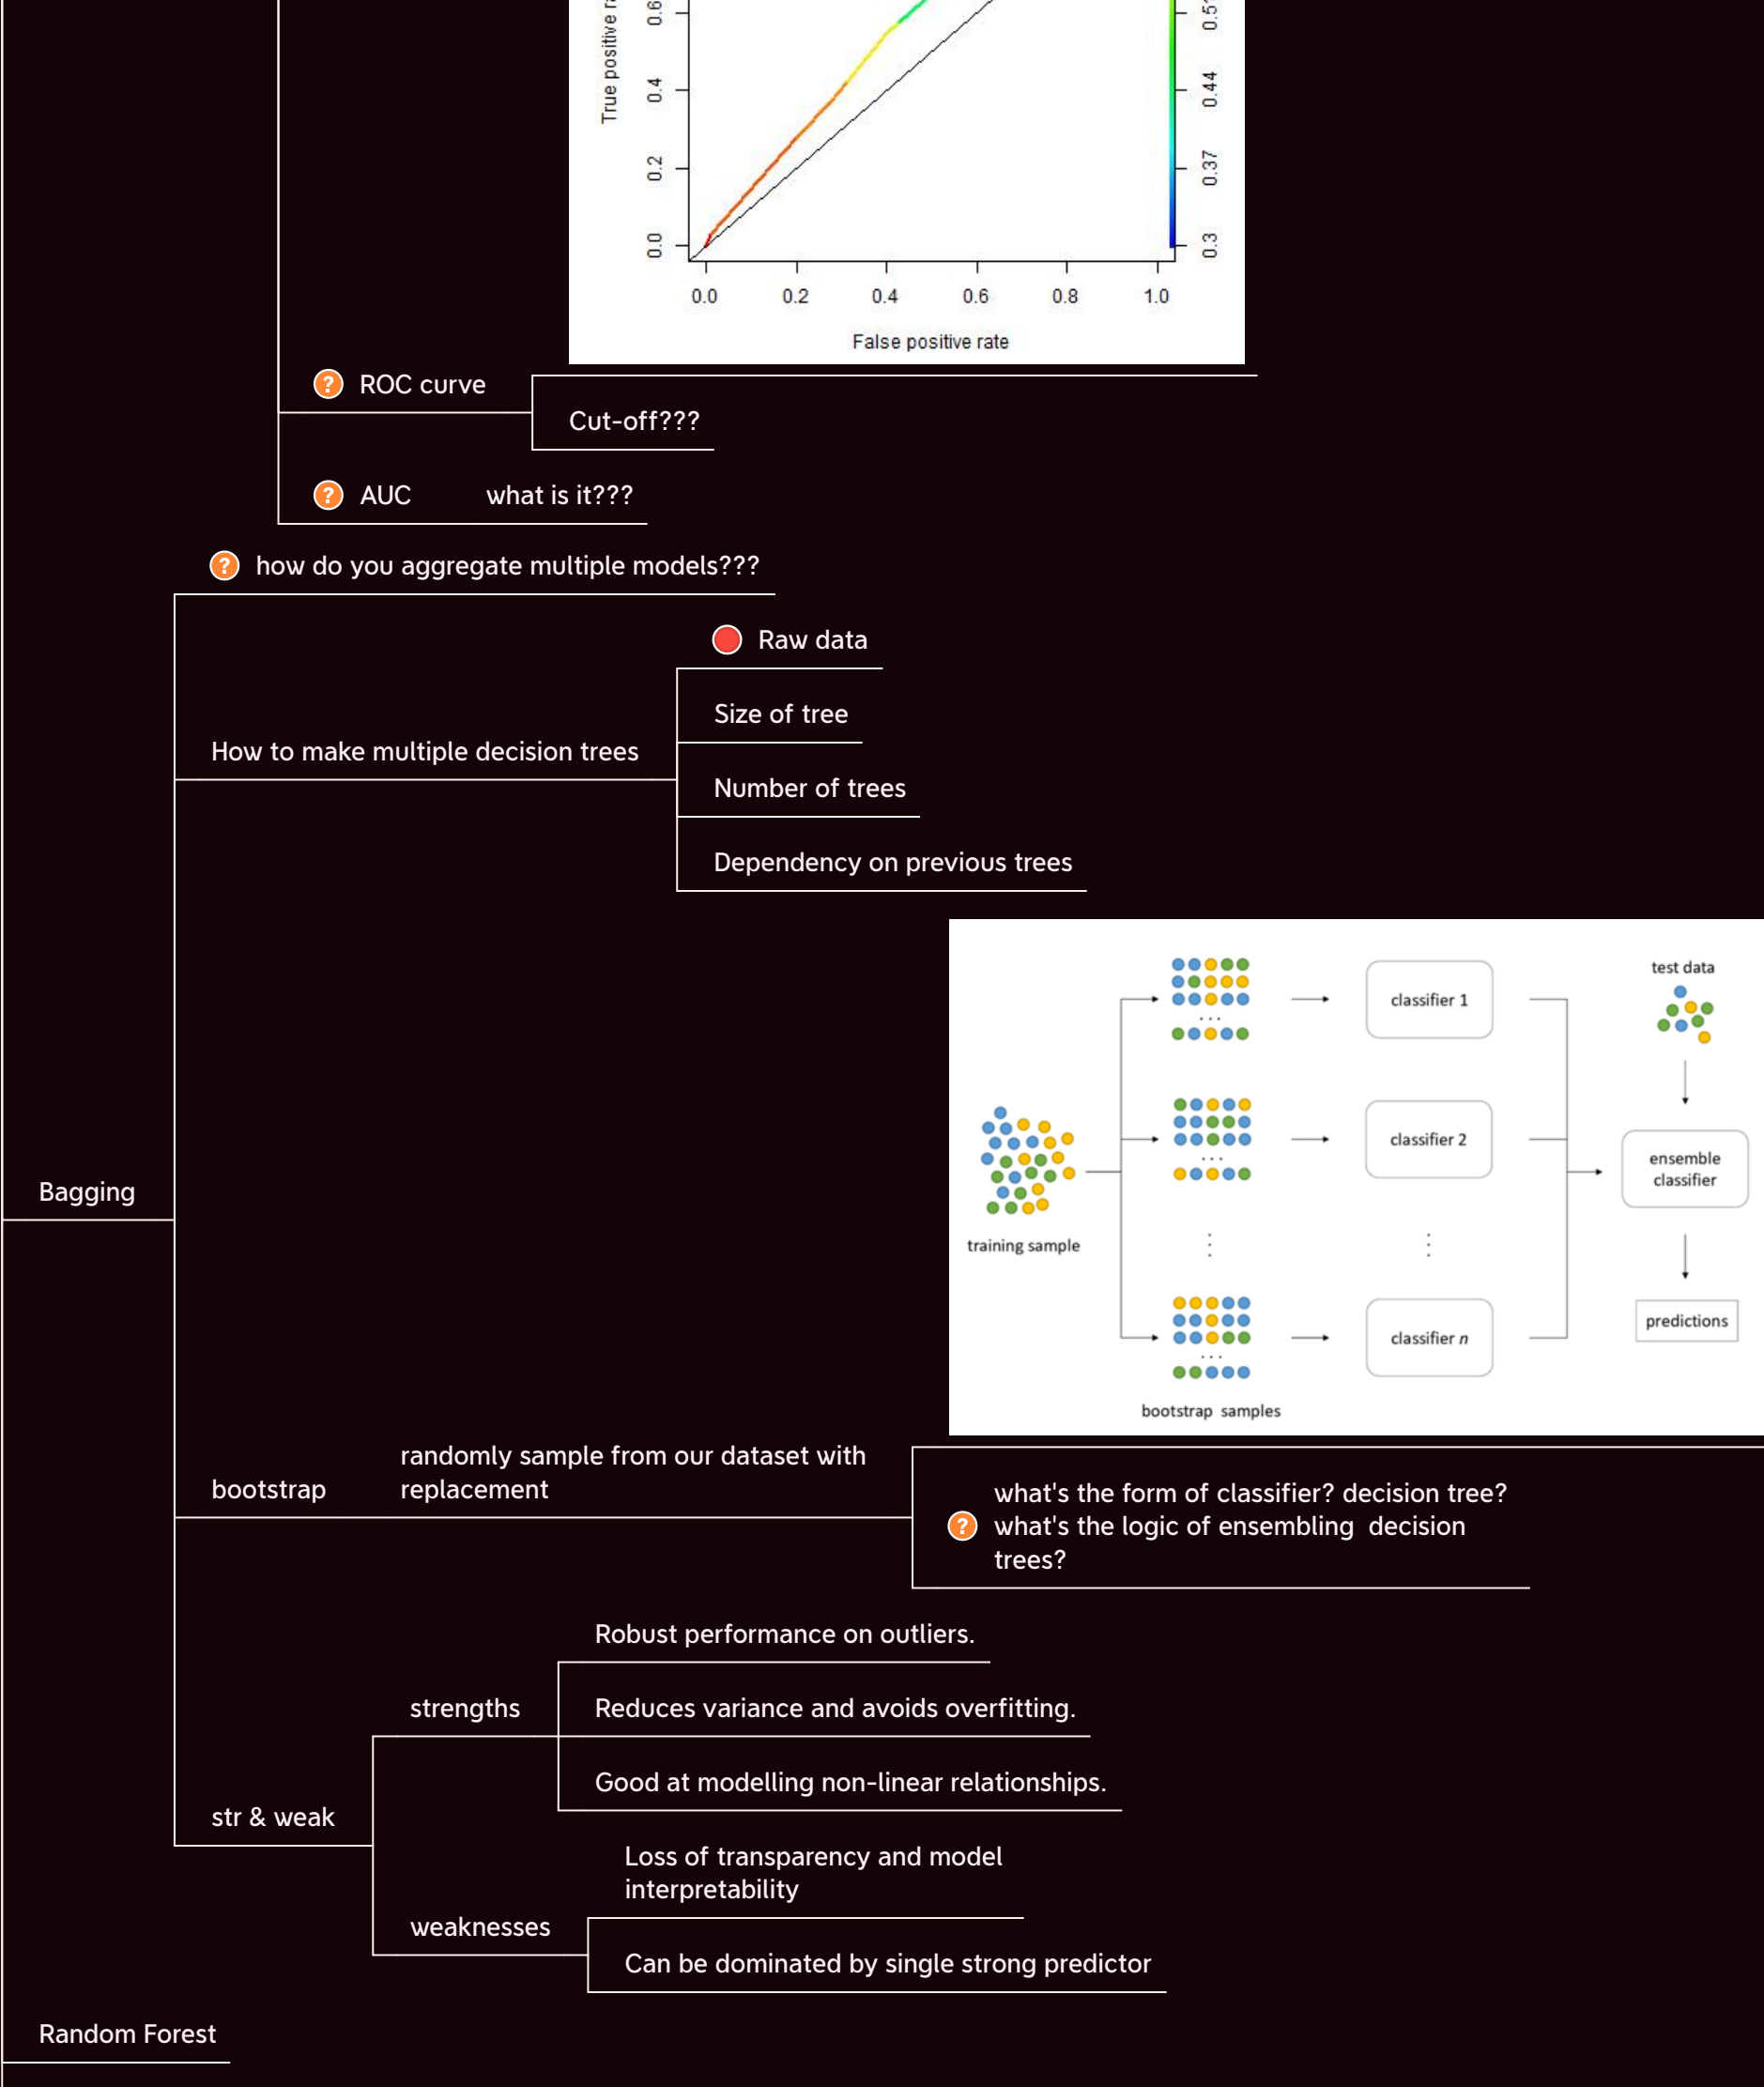 True positive ra
0.6
0.4
0.2
0.0
0.51
0.44
0.37
0.3
0.0 0.2 0.4 0.6 0.8 1.0
False positive rate
? ROC curve
Cut-off???
? AUC what is it???
? how do you aggregate multiple models???
Raw data
Size of tree
How to make multiple decision trees
Number of trees
Dependency on previous trees
classifier 1
test data
classifier 2
ensemble
classifier
training sample
predictions
classifier n
bootstrap samples
Bagging
bootstrap
randomly sample from our dataset with
replacement
what's the form of classifier? decision tree?
? what's the logic of ensembling decision
trees?
Robust performance on outliers.
strengths
Reduces variance and avoids overfitting.
Good at modelling non-linear relationships.
str & weak
Loss of transparency and model
interpretability
weaknesses
Can be dominated by single strong predictor
Random Forest